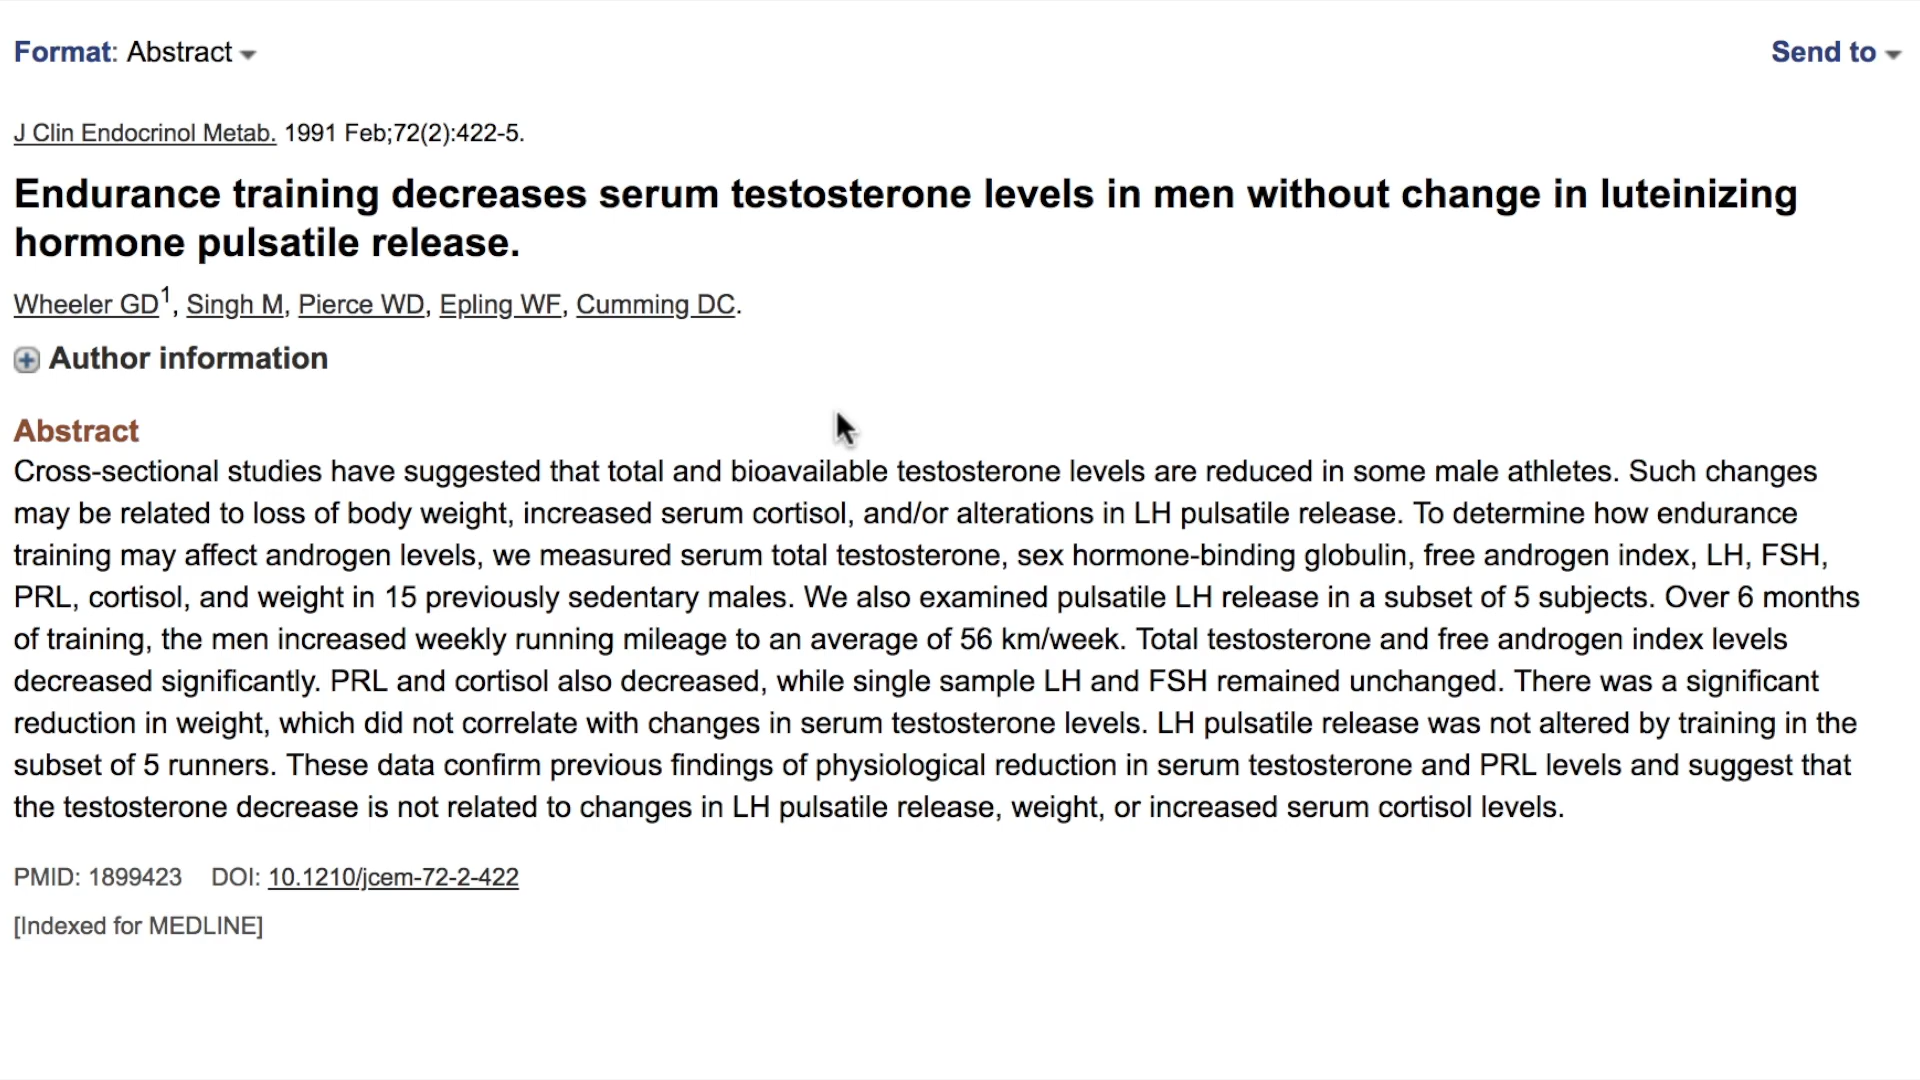 Format: Abstract
Send to
J Clin Endocrinol Metab. 1991 Feb;72(2):422-5.
Endurance training decreases serum testosterone levels in men without change in luteinizing
hormone pulsatile release.
Wheeler GD1, Singh M, Pierce WD, Epling WF, Cumming DC.
Author information
Abstract
Cross-sectional studies have suggested that total and bioavailable testosterone levels are reduced in some male athletes. Such changes
may be related to loss of body weight, increased serum cortisol, and/or alterations in LH pulsatile release. To determine how endurance
training may affect androgen levels, we measured serum total testosterone, sex hormone-binding globulin, free androgen index, LH, FSH,
PRL, cortisol, and weight in 15 previously sedentary males. We also examined pulsatile LH release in a subset of 5 subjects. Over 6 months
of training, the men increased weekly running mileage to an average of 56 km/week. Total testosterone and free androgen index levels
decreased significantly. PRL and cortisol also decreased, while single sample LH and FSH remained unchanged. There was a significant
reduction in weight, which did not correlate with changes in serum testosterone levels. LH pulsatile release was not altered by training in the
subset of 5 runners. These data confirm previous findings of physiological reduction in serum testosterone and PRL levels and suggest that
the testosterone decrease is not related to changes in LH pulsatile release, weight, or increased serum cortisol levels.
PMID: 1899423 DOI: 10.1210/jcem-72-2-422
[Indexed for MEDLINE]